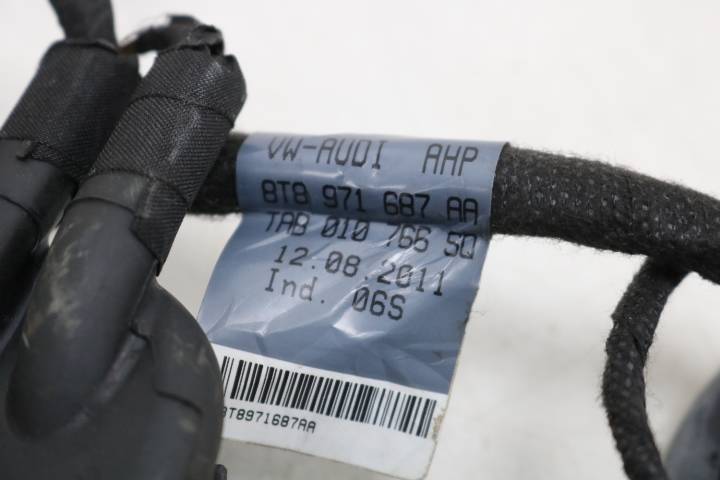 VW-AUDI AHP
8T8 971 687 AA
TAB 010 766 SQ
12.08.2011
Ind. 06S
8T8971687AA